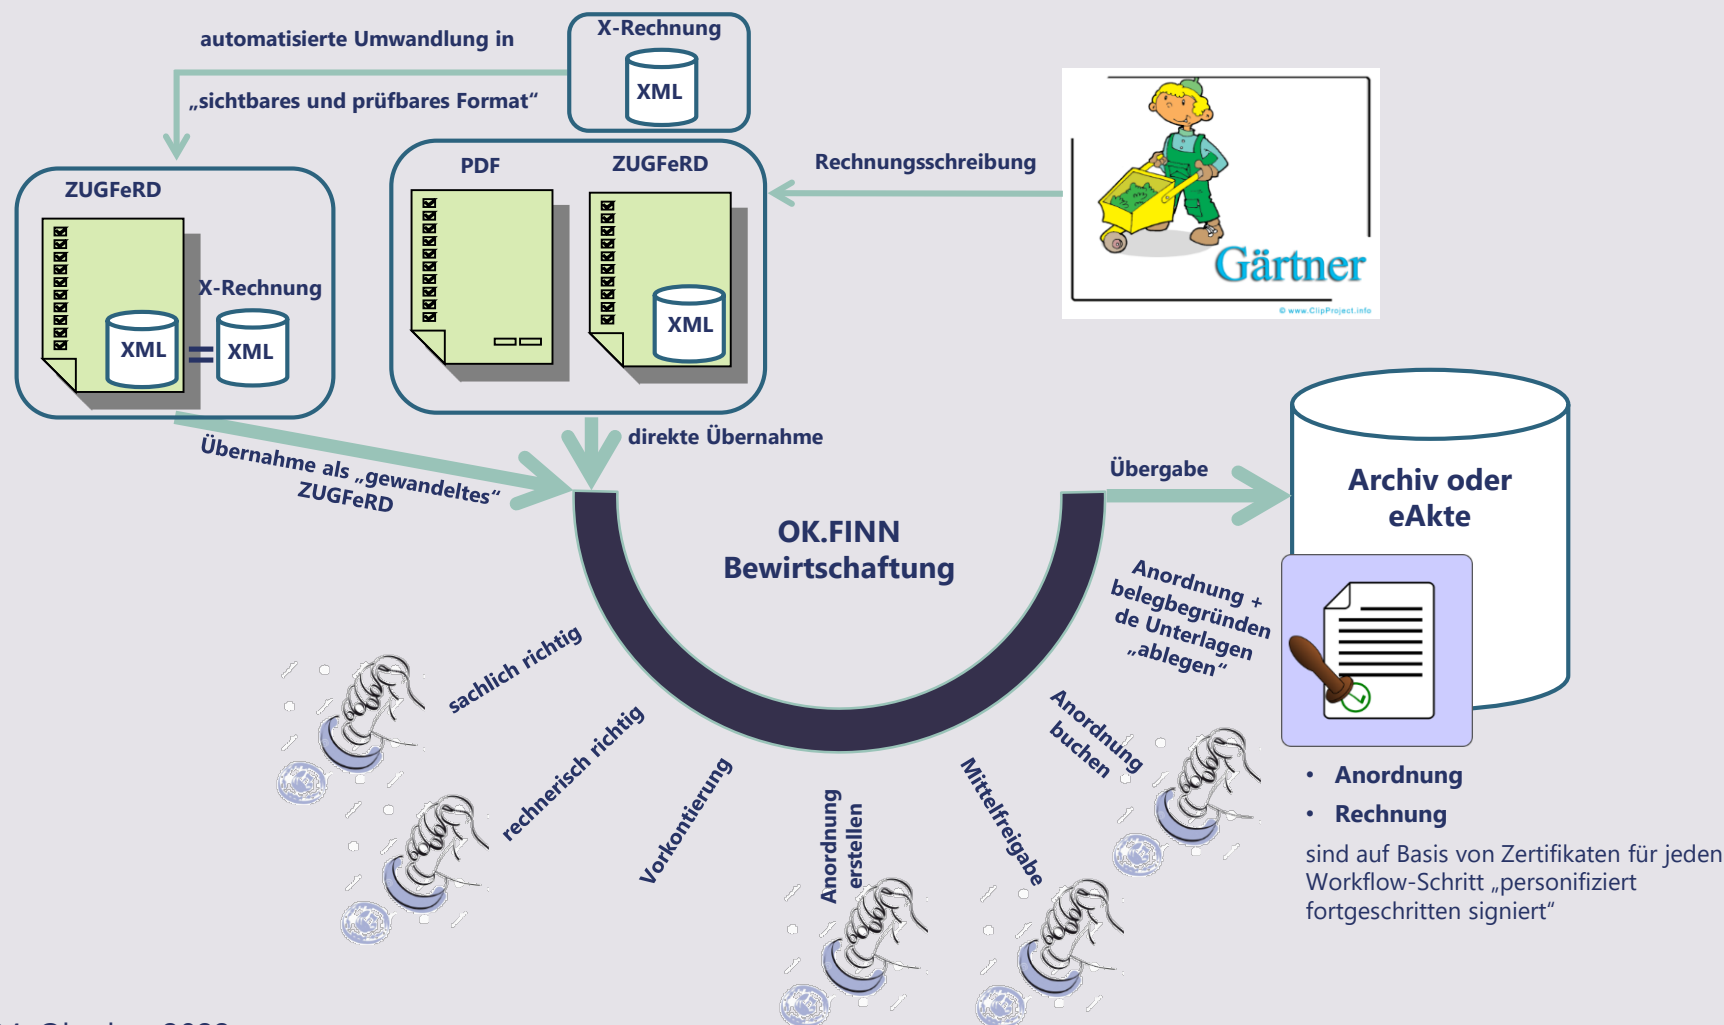 X-Rechnung
XML
automatisierte Umwandlung in
„sichtbares und prüfbares Format“
ZUGFeRD
X-Rechnung
XML
=
XML
PDF
ZUGFeRD
XML
Rechnungsschreibung
Gärtner
© www.ClipProject.info
Übernahme als „gewandeltes“
ZUGFeRD
direkte Übernahme
OK.FINN
Bewirtschaftung
Übergabe
Archiv oder
eAkte
sachlich richtig
rechnerisch richtig
Vorkontierung
Anordnung
erstellen
Mittelfreigabe
Anordnung
buchen
Anordnung +
belegbegründen
de Unterlagen
„ablegen“
• Anordnung
• Rechnung
sind auf Basis von Zertifikaten für jeden
Workflow-Schritt „personifiziert
fortgeschritten signiert“